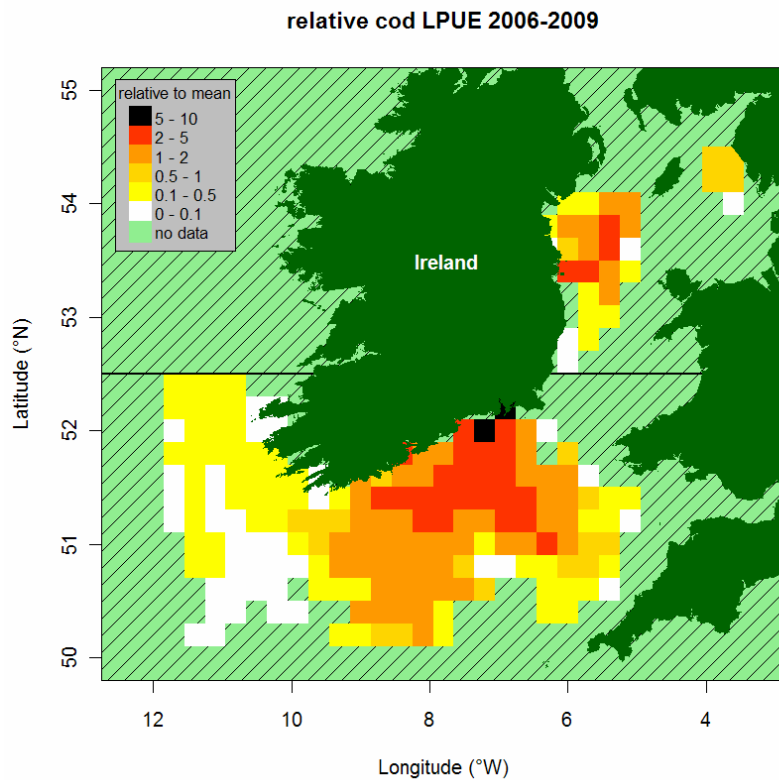 relative cod LPUE 2006-2009
relative to mean
5 - 10
2 - 5
1 - 2
0.5 - 1
0.1 - 0.5
0 - 0.1
no data
Ireland
55
54
53
52
51
50
Latitude (°N)
12
10
8
6
4
Longitude (°W)